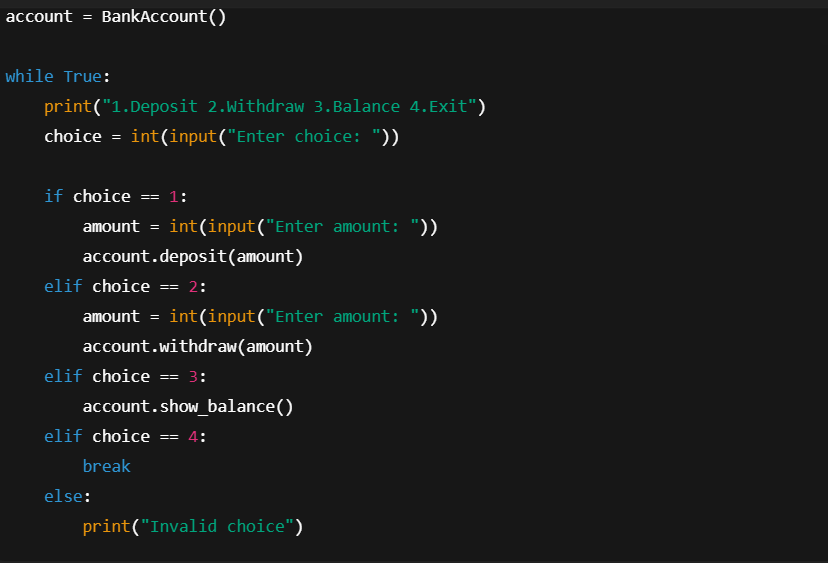 account = BankAccount()
while True:
    print("1.Deposit 2.Withdraw 3.Balance 4.Exit")
    choice = int(input("Enter choice: "))
    if choice == 1:
        amount = int(input("Enter amount: "))
        account.deposit(amount)
    elif choice == 2:
        amount = int(input("Enter amount: "))
        account.withdraw(amount)
    elif choice == 3:
        account.show_balance()
    elif choice == 4:
        break
    else:
        print("Invalid choice")